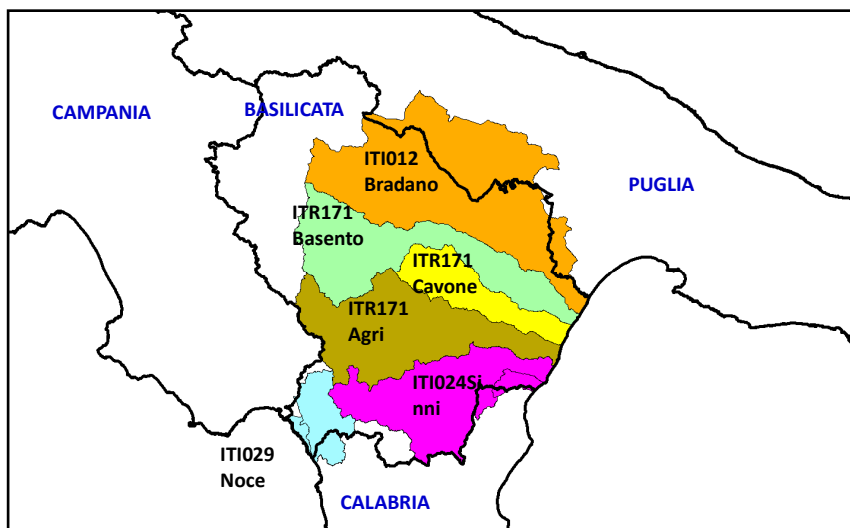 BASILICATA
CAMPANIA
ITI012
Bradano
PUGLIA
ITR171
Basento
ITR171
Cavone
ITR171
Agri
ITI024Si
nni
ITI029
Noce
CALABRIA